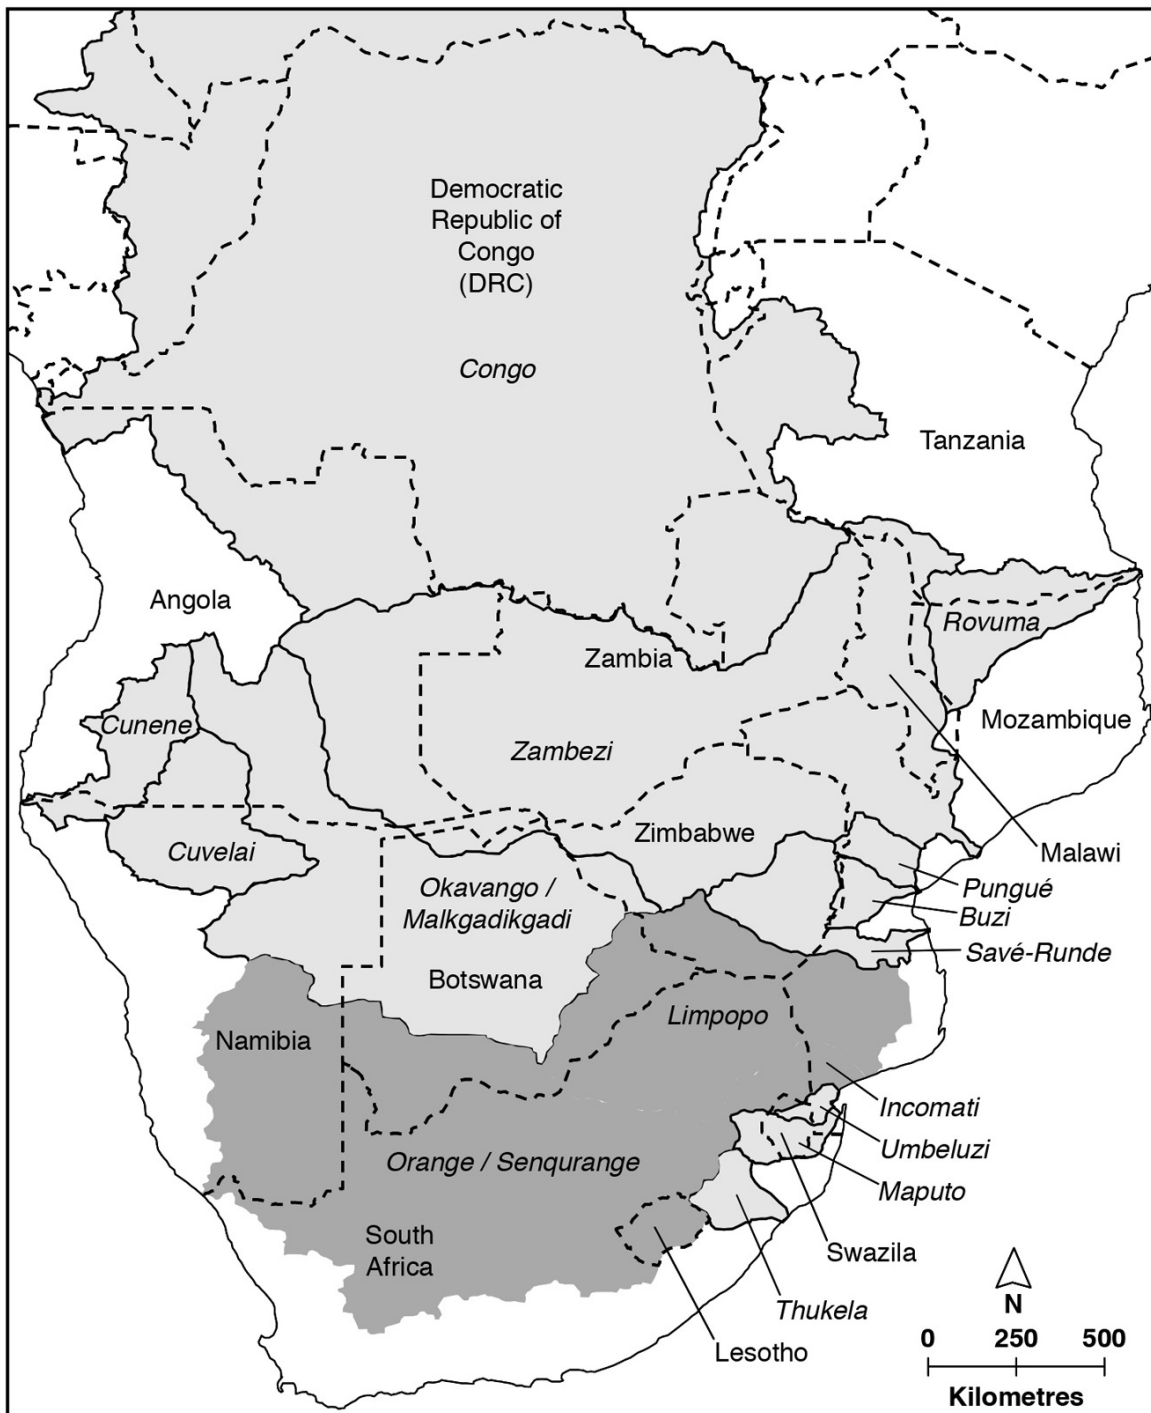 Democratic
Republic of
Congo
(DRC)
Congo
Tanzania
Angola
Rovuma
Zambia
Cunene
Mozambique
Zambezi
Zimbabwe
Cuvelai
Malawi
Okavango /
Malkgadikgadi
Pungué
Buzi
Savé-Runde
Botswana
Limpopo
Namibia
Incomati
Umbeluzi
Orange / Senqurange
Maputo
South
Africa
Swazila
Thukela
Lesotho
N
0 250 500
Kilometres